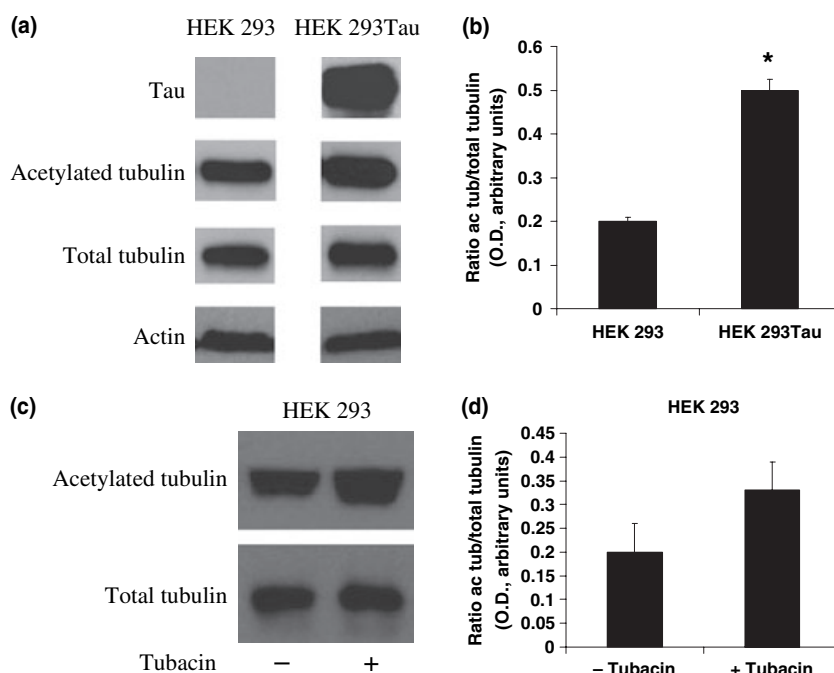 (a)
HEK 293 HEK 293Tau
Tau
Acetylated tubulin
Total tubulin
Actin
(b)
Ratio ac tub/total tubulin
(O.D., arbitrary units)
0.6
0.5
0.4
0.3
0.2
0.1
0
*
HEK 293 HEK 293Tau
(c)
HEK 293
Acetylated tubulin
Total tubulin
Tubacin – +
(d)
HEK 293
Ratio ac tub/total tubulin
(O.D., arbitrary units)
0.45
0.4
0.35
0.3
0.25
0.2
0.15
0.1
0.05
0
– Tubacin + Tubacin